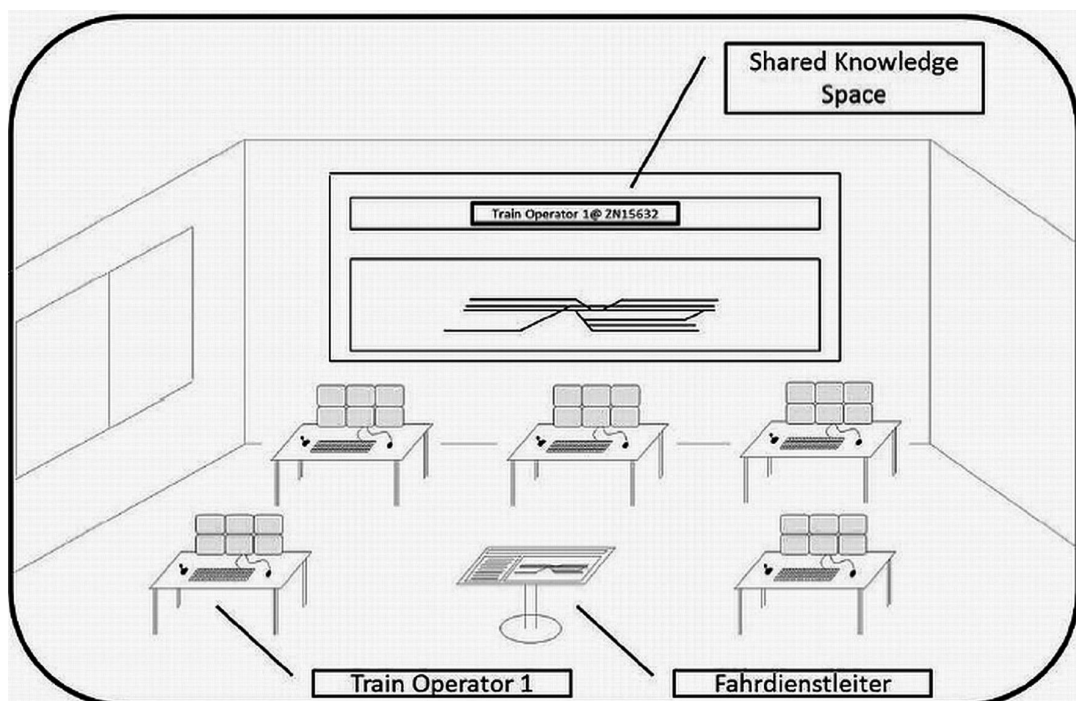 Shared Knowledge
Space
Train Operator 1@ ZN15632
Train Operator 1
Fahrdienstleiter